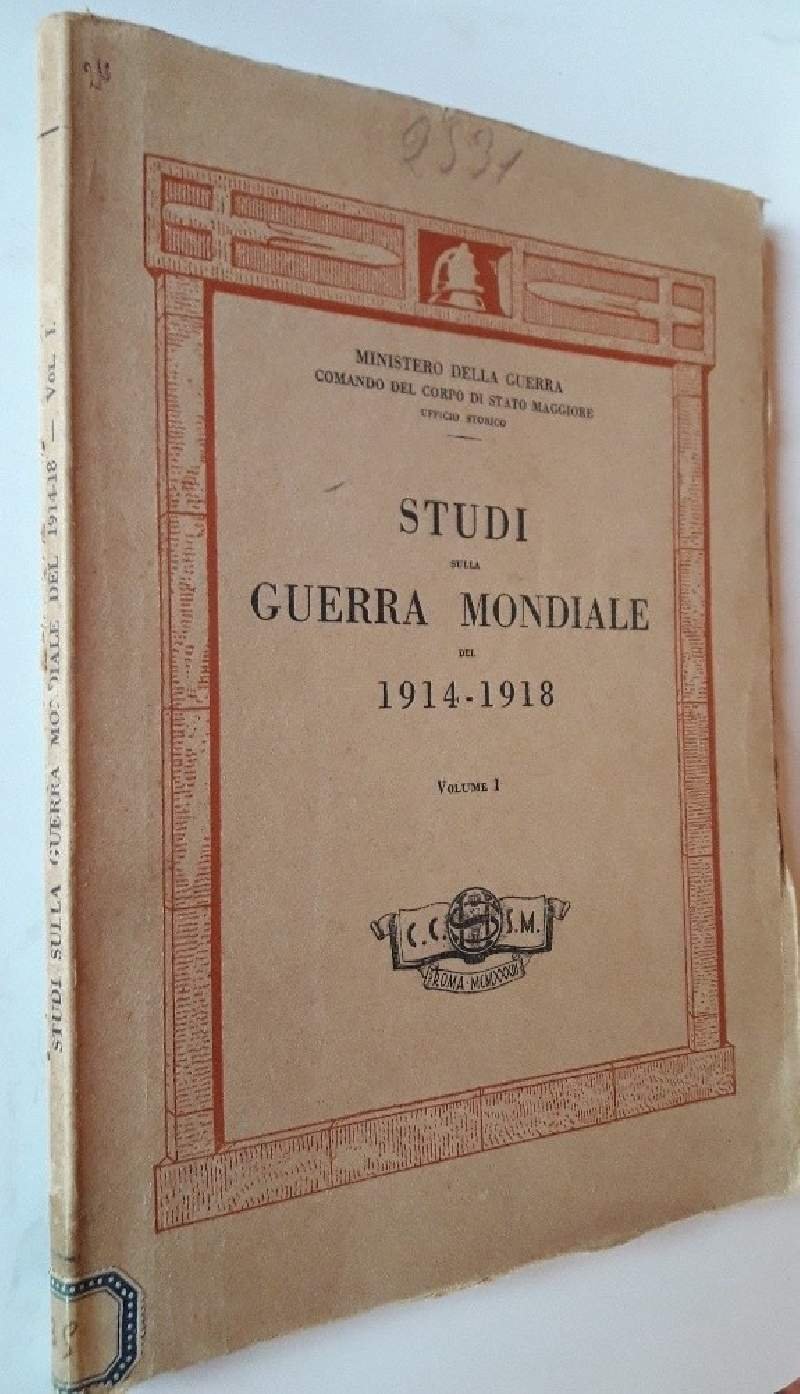 2531
MINISTERO DELLA GUERRA
COMANDO DEL CORPO DI STATO MAGGIORE
UFFICIO STORICO
STUDI
SULLA
GUERRA MONDIALE
DEL
1914-1918
VOLUME I
C. C. S.M.
ROMA
STUDI SULLA GUERRA MONDIALE DEL 1914-18 — VOL. I.